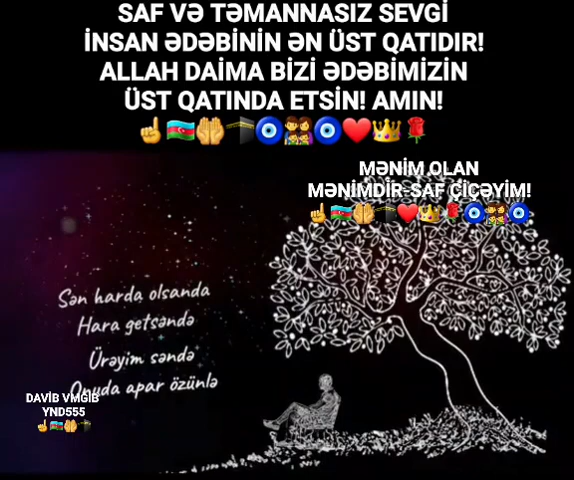 SAF VƏ TƏMANNASIZ SEVGİ
İNSAN ƏDƏBİNİN ƏN ÜST QATIDIR!
ALLAH DAİMA BİZİ ƏDƏBİMİZİN
ÜST QATINDA ETSİN! AMIN!
☝️🇦🇿🤲🕋🧿👨‍👩‍👧‍👦🧿❤️👑🌹
MƏNİM OLAN
MƏNİMDİR-SAF ÇİÇƏYİM!
☝️🇦🇿🤲🕋❤️👑🌹🧿👨‍👩‍👧‍👦🧿
Sən harda olsanda
Hara getsəndə
Ürəyim səndə
Onuda apar özünlə
DAVİB VMGİB
YND555
☝️🇦🇿🤲🕋